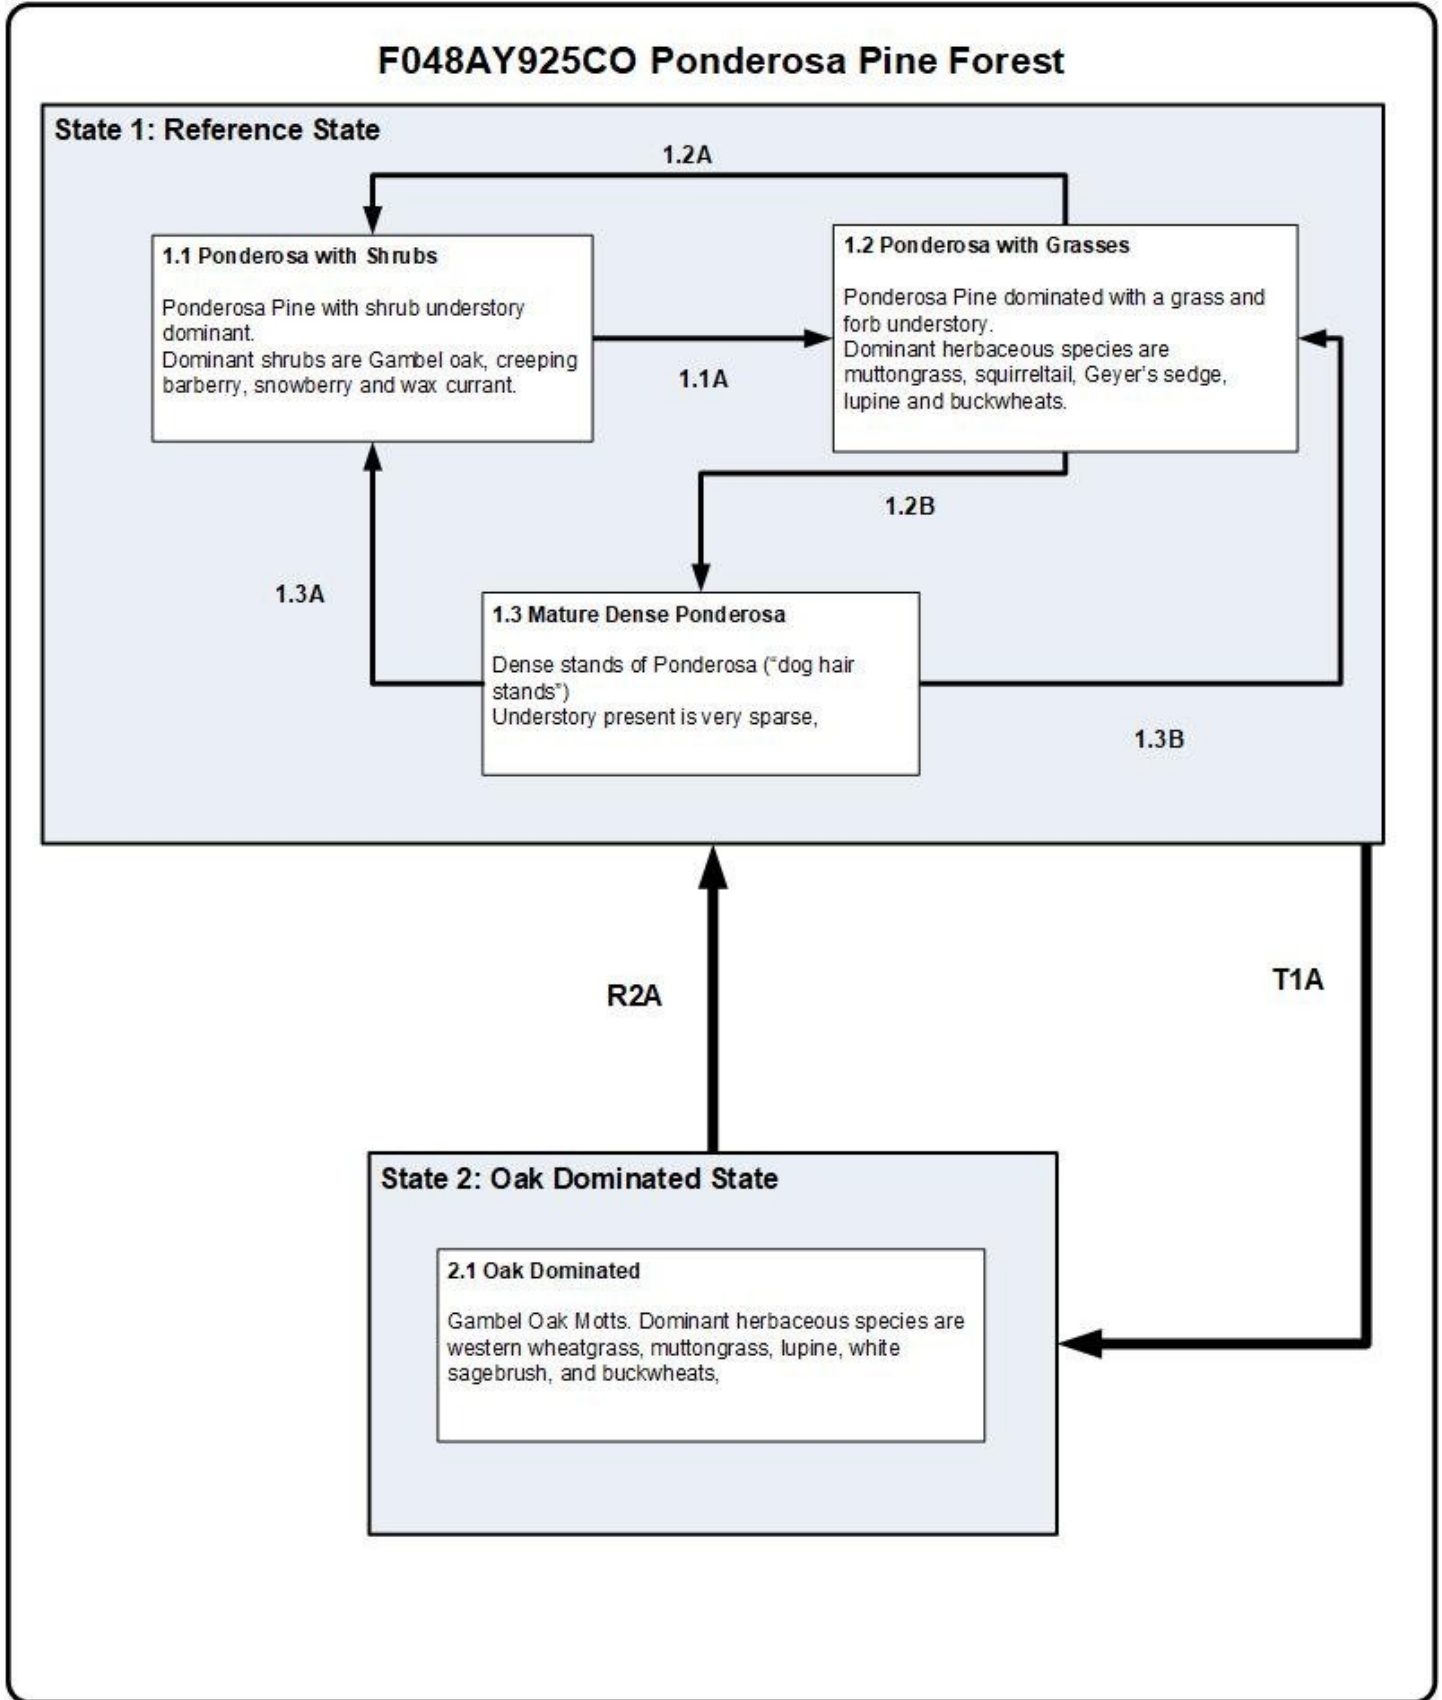 F048AY925CO Ponderosa Pine Forest
State 1: Reference State
1.2A
1.1 Ponderosa with Shrubs
Ponderosa Pine with shrub understory
dominant.
Dominant shrubs are Gambel oak, creeping
barberry, snowberry and wax currant.
1.1A
1.2 Ponderosa with Grasses
Ponderosa Pine dominated with a grass and
forb understory.
Dominant herbaceous species are
muttongrass, squirreltail, Geyer's sedge,
lupine and buckwheats.
1.2B
1.3A
1.3 Mature Dense Ponderosa
Dense stands of Ponderosa (“dog hair
stands”)
Understory present is very sparse,
1.3B
R2A
T1A
State 2: Oak Dominated State
2.1 Oak Dominated
Gambel Oak Motts. Dominant herbaceous species are
western wheatgrass, muttongrass, lupine, white
sagebrush, and buckwheats,